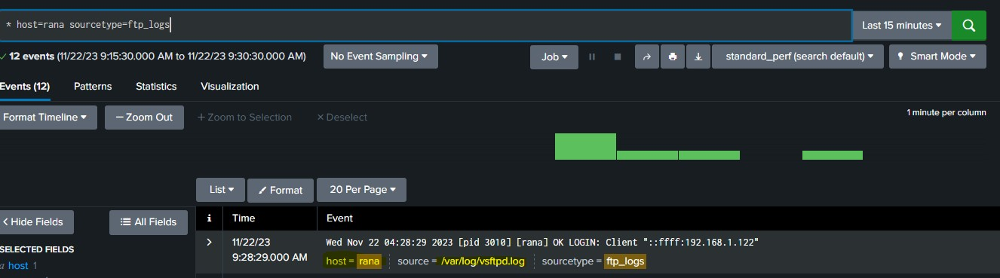 * host=rana sourcetype=ftp_logs
Last 15 minutes
12 events (11/22/23 9:15:30.000 AM to 11/22/23 9:30:30.000 AM)
No Event Sampling
Job
standard_perf (search default)
Smart Mode
Events (12)
Patterns
Statistics
Visualization
Format Timeline
— Zoom Out
+ Zoom to Selection
× Deselect
1 minute per column
List
Format
20 Per Page
< Hide Fields
All Fields
i
Time
Event
SELECTED FIELDS
a host 1
11/22/23
9:28:29.000 AM
Wed Nov 22 04:28:29 2023 [pid 3010] [rana] OK LOGIN: Client "::ffff:192.168.1.122"
host = rana
source = /var/log/vsftpd.log
sourcetype = ftp_logs